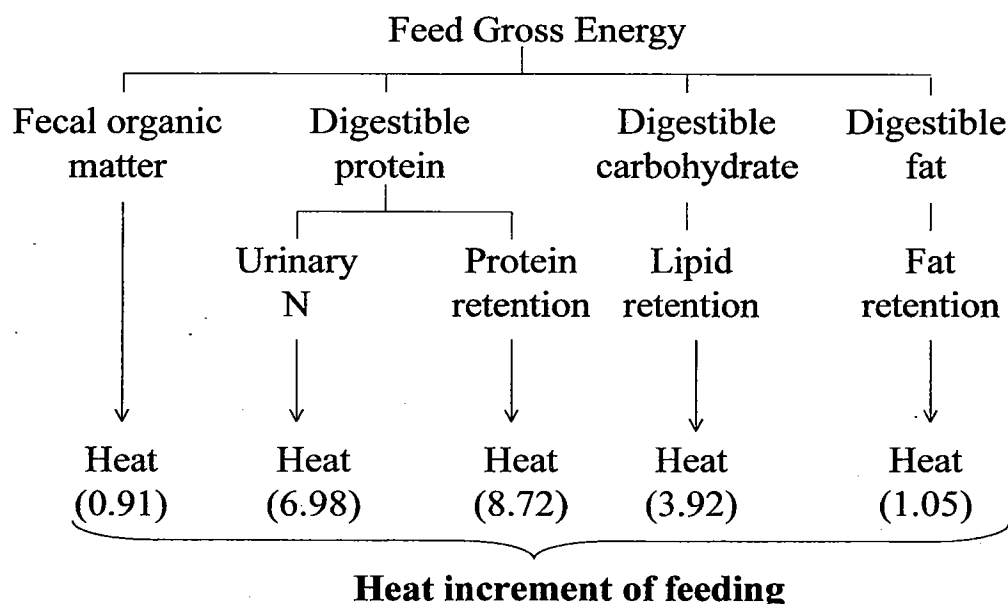 Feed Gross Energy
Fecal organic
matter
Digestible
protein
Digestible
carbohydrate
Digestible
fat
Urinary
N
Protein
retention
Lipid
retention
Fat
retention
Heat
(0.91)
Heat
(6.98)
Heat
(8.72)
Heat
(3.92)
Heat
(1.05)
Heat increment of feeding